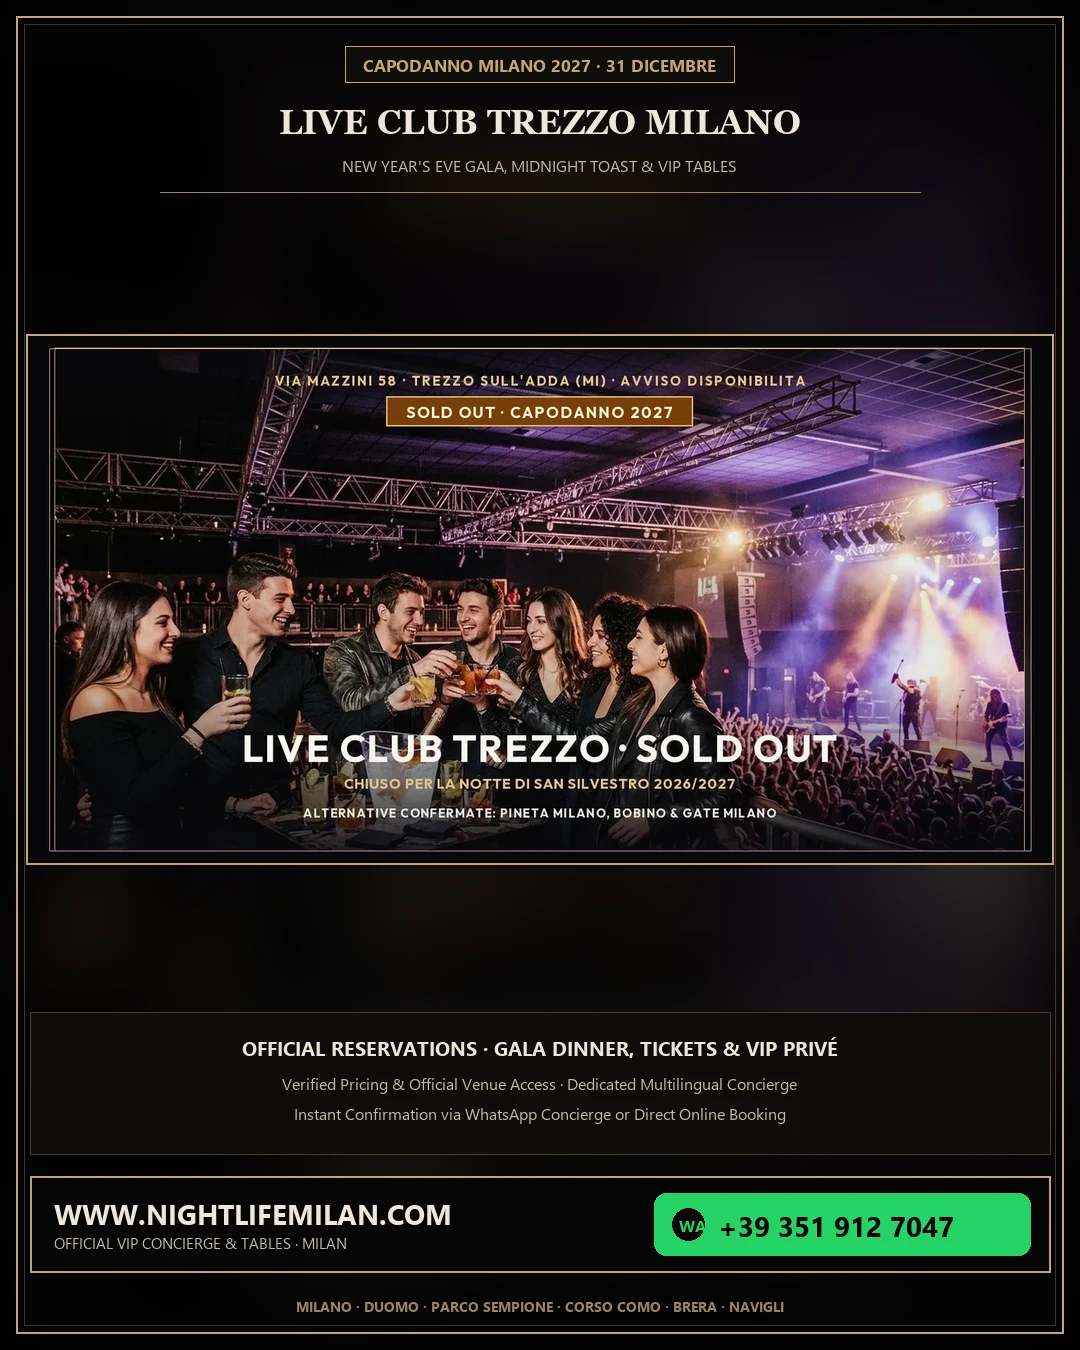 CAPODANNO MILANO 2027 · 31 DICEMBRE
LIVE CLUB TREZZO MILANO
NEW YEAR'S EVE GALA, MIDNIGHT TOAST & VIP TABLES
VIA MAZZINI 58 · TREZZO SULL'ADDA (MI) · AVVISO DISPONIBILITA
SOLD OUT · CAPODANNO 2027
LIVE CLUB TREZZO · SOLD OUT
CHIUSO PER LA NOTTE DI SAN SILVESTRO 2026/2027
ALTERNATIVE CONFERMATE: PINETA MILANO, BOBINO & GATE MILANO
OFFICIAL RESERVATIONS · GALA DINNER, TICKETS & VIP PRIVÉ
Verified Pricing & Official Venue Access · Dedicated Multilingual Concierge
Instant Confirmation via WhatsApp Concierge or Direct Online Booking
WWW.NIGHTLIFEMILAN.COM
OFFICIAL VIP CONCIERGE & TABLES · MILAN
WA +39 351 912 7047
MILANO · DUOMO · PARCO SEMPIONE · CORSO COMO · BRERA · NAVIGLI